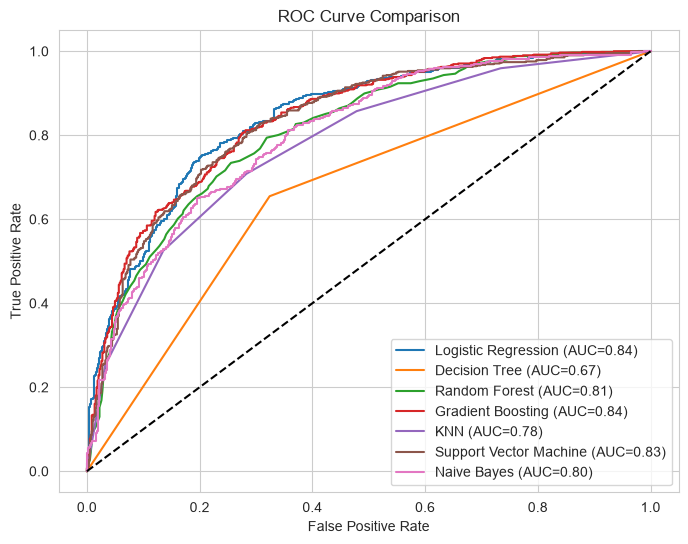 ROC Curve Comparison
True Positive Rate
1.0
0.8
0.6
0.4
0.2
0.0
Logistic Regression (AUC=0.84)
Decision Tree (AUC=0.67)
Random Forest (AUC=0.81)
Gradient Boosting (AUC=0.84)
KNN (AUC=0.78)
Support Vector Machine (AUC=0.83)
Naive Bayes (AUC=0.80)
0.0 0.2 0.4 0.6 0.8 1.0
False Positive Rate